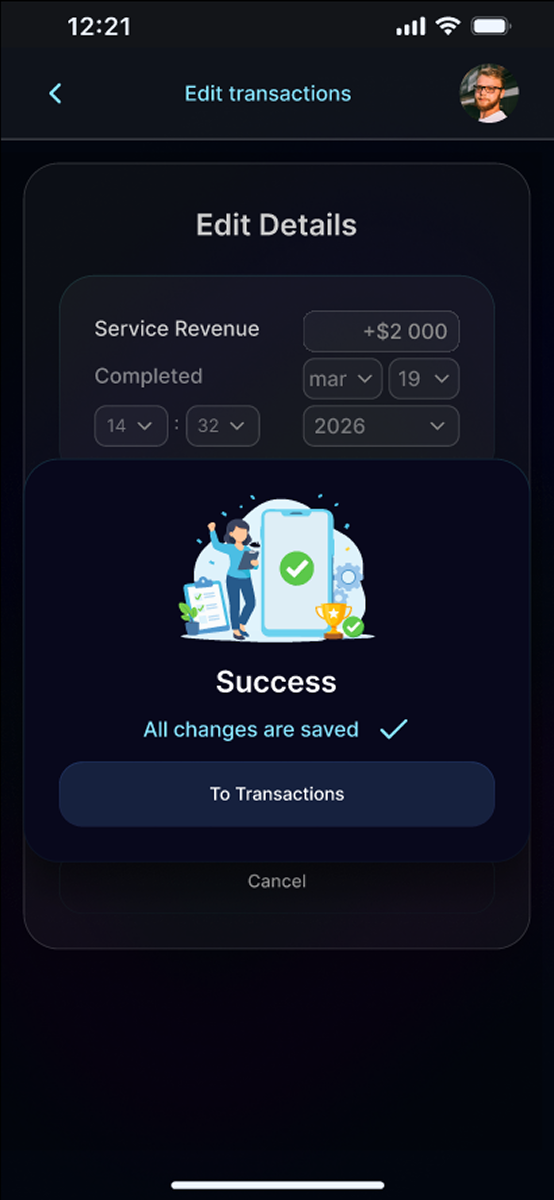 12:21
Edit transactions
Edit Details
Service Revenue +$2 000
Completed mar 19
14 : 32 2026
Success
All changes are saved
To Transactions
Cancel